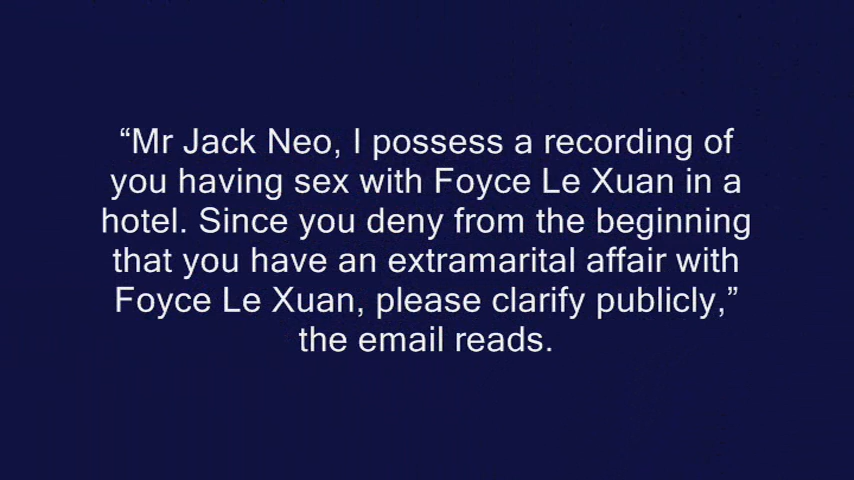 “Mr Jack Neo, I possess a recording of
you having sex with Foyce Le Xuan in a
hotel. Since you deny from the beginning
that you have an extramarital affair with
Foyce Le Xuan, please clarify publicly,”
the email reads.